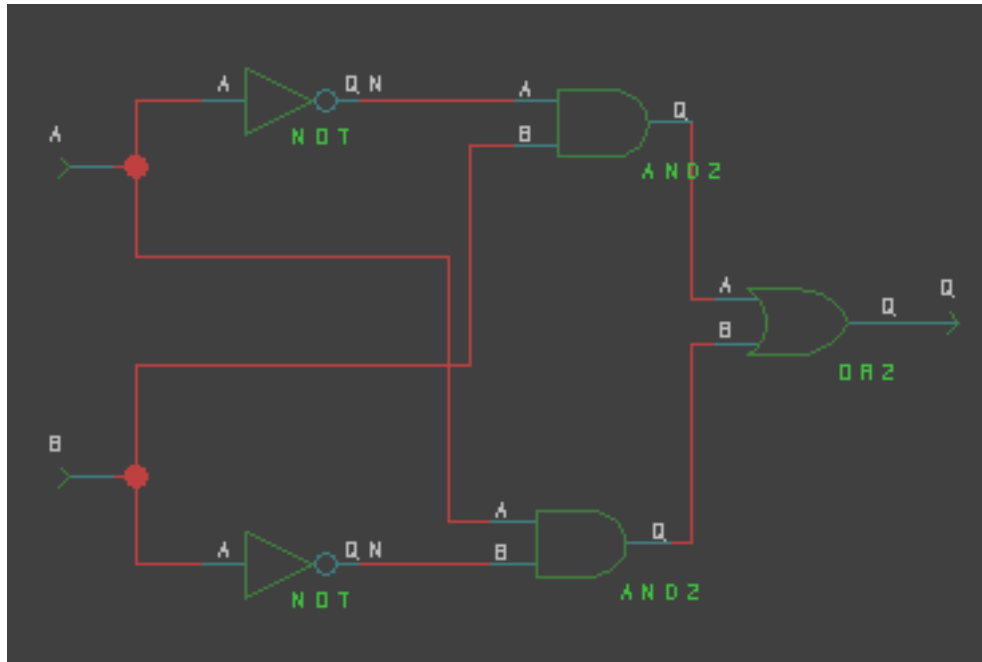 A QN A Q
NOT B
A AND2
A Q Q
B
OR2
B
A Q
A QN B
NOT AND2